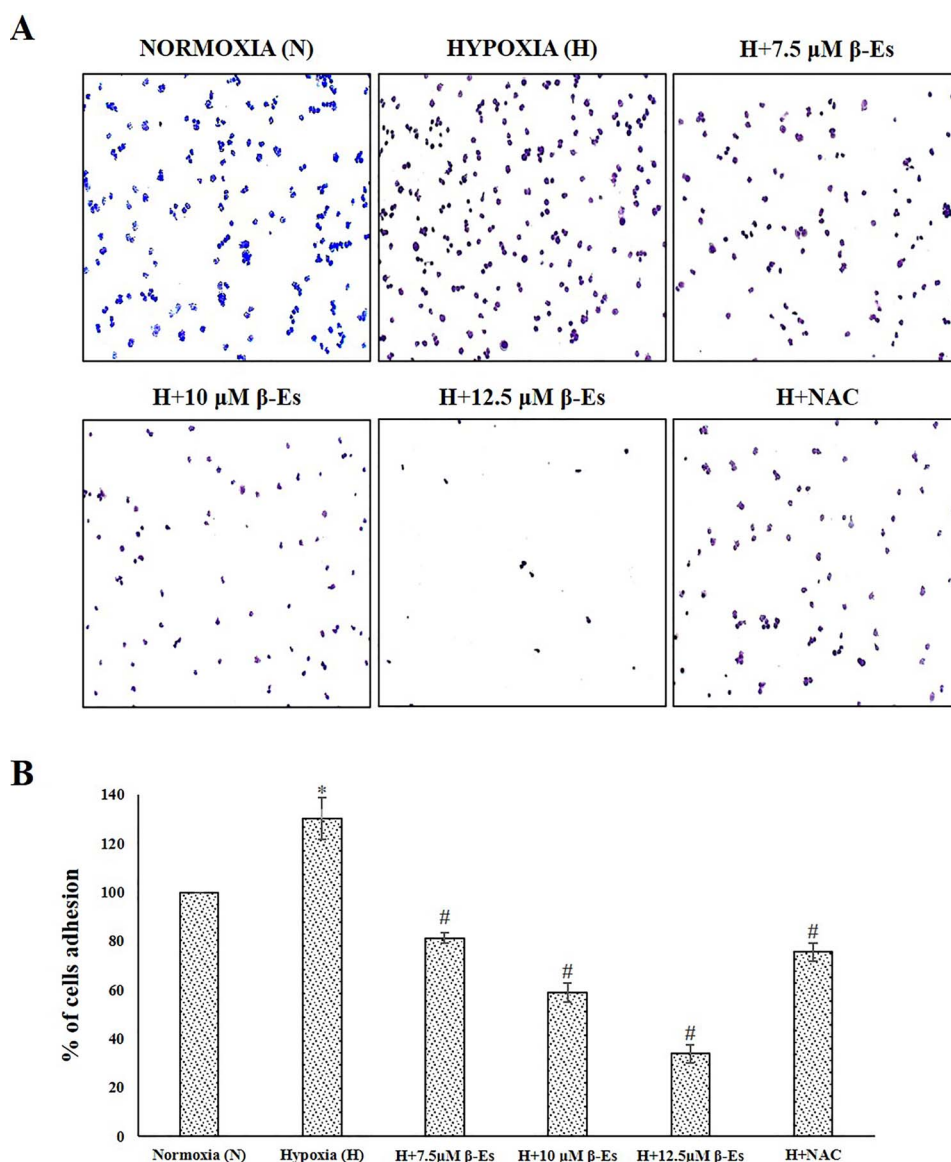 A
NORMOXIA (N) HYPOXIA (H) H+7.5 µM β-Es
H+10 µM β-Es H+12.5 µM β-Es H+NAC
B
% of cells adhesion
140
120
100
80
60
40
20
0
*
#
#
#
#
Normoxia (N) Hypoxia (H) H+7.5µM β-Es H+10 µM β-Es H+12.5µM β-Es H+NAC